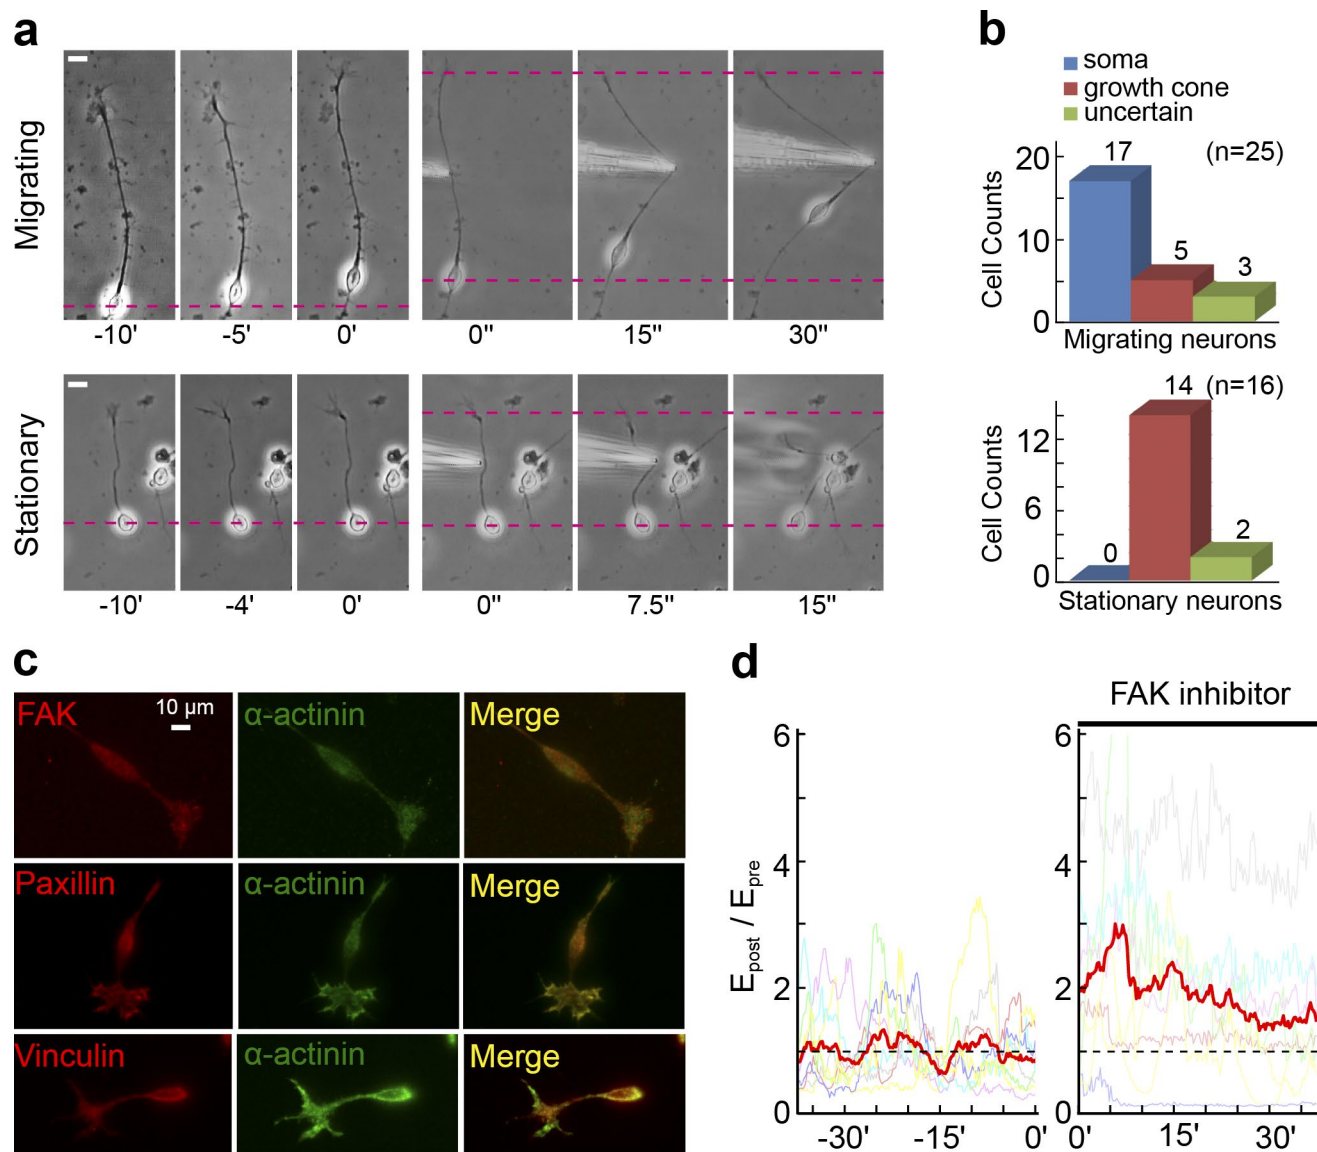 a
Migrating
-10'
-5'
0'
0"
15"
30"
Stationary
-10'
-4'
0'
0"
7.5"
15"
b
soma
growth cone
uncertain
Cell Counts
20
10
0
17
5
3
(n=25)
Migrating neurons
Cell Counts
12
6
0
0
14
2
(n=16)
Stationary neurons
c
FAK
10 µm
α-actinin
Merge
Paxillin
α-actinin
Merge
Vinculin
α-actinin
Merge
d
FAK inhibitor
Epost / Epre
6
4
2
0
-30'
-15'
0'
6
4
2
0
0'
15'
30'